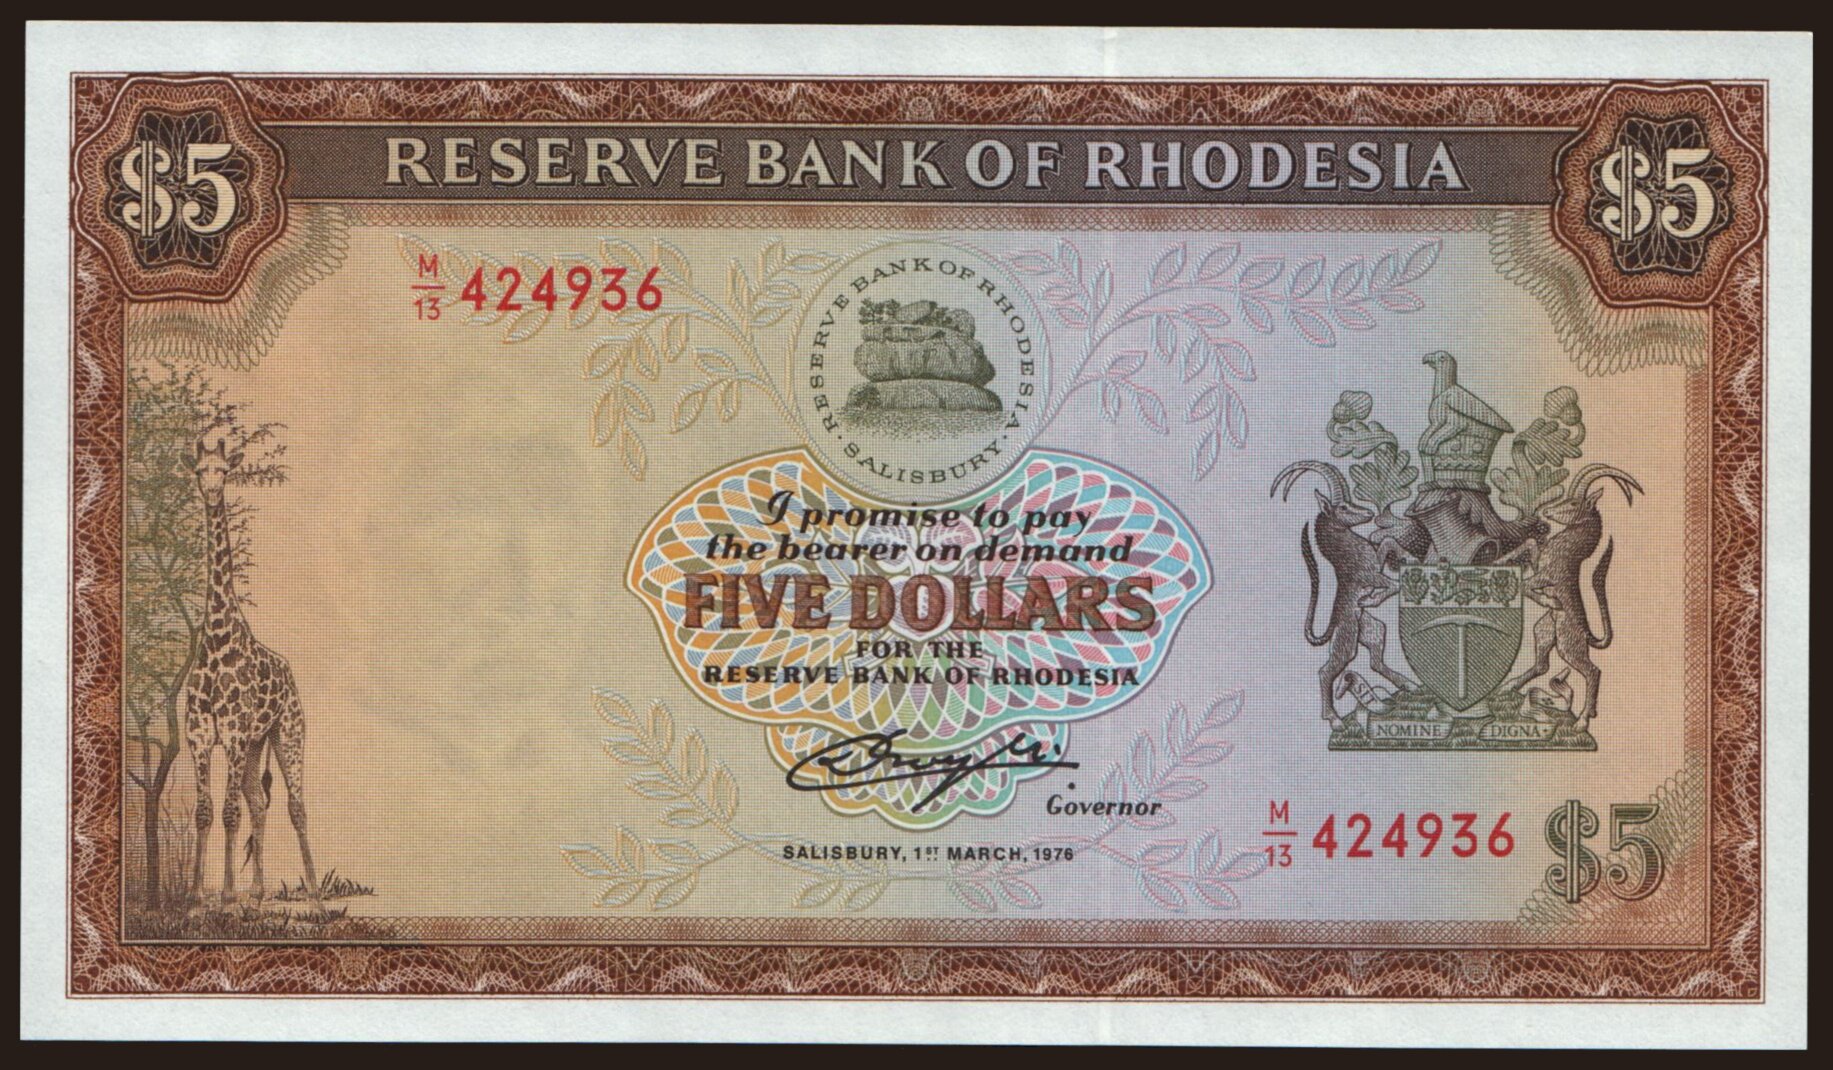 RESERVE BANK OF RHODESIA
$5
$5
M/13 424936
RESERVE BANK OF RHODESIA
· SALISBURY ·
I promise to pay
the bearer on demand
FIVE DOLLARS
FOR THE
RESERVE BANK OF RHODESIA
Governor
SALISBURY, 1ST MARCH, 1976
SIT
NOMINE DIGNA
M/13 424936
$5